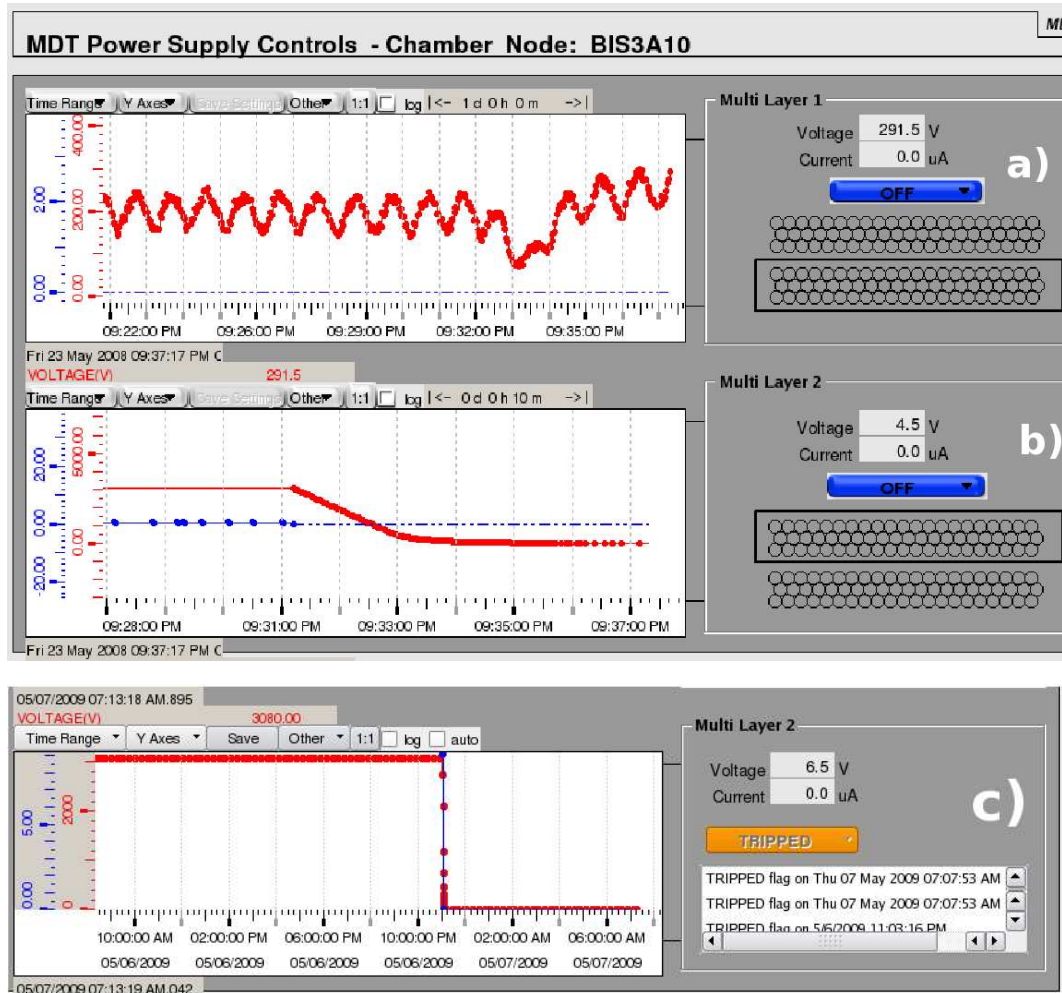 MDT Power Supply Controls - Chamber Node: BIS3A10
Time Range Y Axes Other 1:1 log |<- 1 d 0 h 0 m ->|
400.00
2.00 200.00
0.00 0.00
09:22:00 PM 09:26:00 PM 09:29:00 PM 09:32:00 PM 09:35:00 PM
Fri 23 May 2008 09:37:17 PM C
VOLTAGE(V) 291.5
Multi Layer 1
Voltage 291.5 V
Current 0.0 uA
OFF
a)
Time Range Y Axes Other 1:1 log |<- 0 d 0 h 10 m ->|
20.00 5000.00
0.00 0.00
-20.00
09:28:00 PM 09:31:00 PM 09:33:00 PM 09:35:00 PM 09:37:00 PM
Fri 23 May 2008 09:37:17 PM C
Multi Layer 2
Voltage 4.5 V
Current 0.0 uA
OFF
b)
05/07/2009 07:13:18 AM.895
VOLTAGE(V) 3080.00
Time Range Y Axes Save Other 1:1 log auto
5.00 2000
0.00 0
10:00:00 AM 02:00:00 PM 06:00:00 PM 10:00:00 PM 02:00:00 AM 06:00:00 AM
05/06/2009 05/06/2009 05/06/2009 05/06/2009 05/07/2009 05/07/2009
05/07/2009 07:13:19 AM.042
Multi Layer 2
Voltage 6.5 V
Current 0.0 uA
TRIPPED
c)
TRIPPED flag on Thu 07 May 2009 07:07:53 AM
TRIPPED flag on Thu 07 May 2009 07:07:53 AM
TRIPPED flag on 5/6/2009 11:03:16 PM